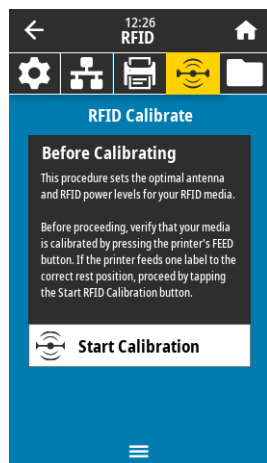 12:26
RFID
RFID Calibrate
Before Calibrating
This procedure sets the optimal antenna
and RFID power levels for your RFID media.
Before proceeding, verify that your media
is calibrated by pressing the printer's FEED
button. If the printer feeds one label to the
correct rest position, proceed by tapping
the Start RFID Calibration button.
Start Calibration